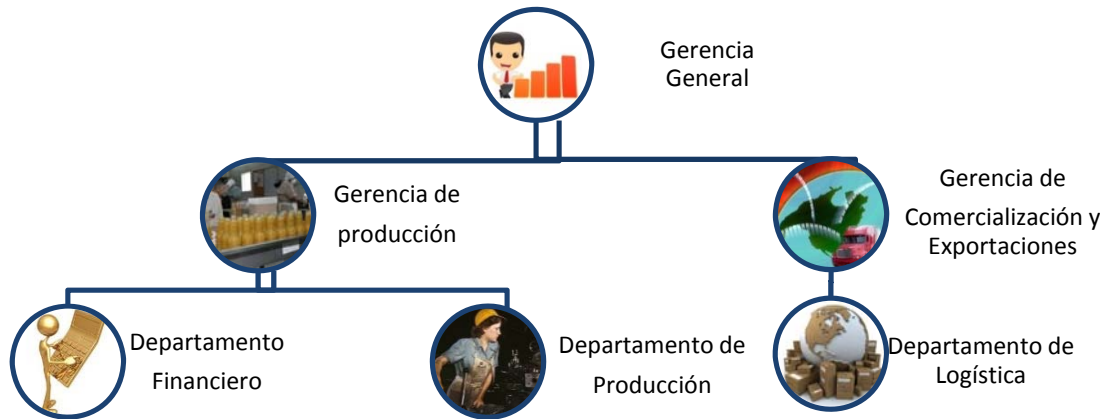 Gerencia
General
Gerencia de
producción
Gerencia de
Comercialización y
Exportaciones
Departamento
Financiero
Departamento de
Producción
Departamento de
Logística